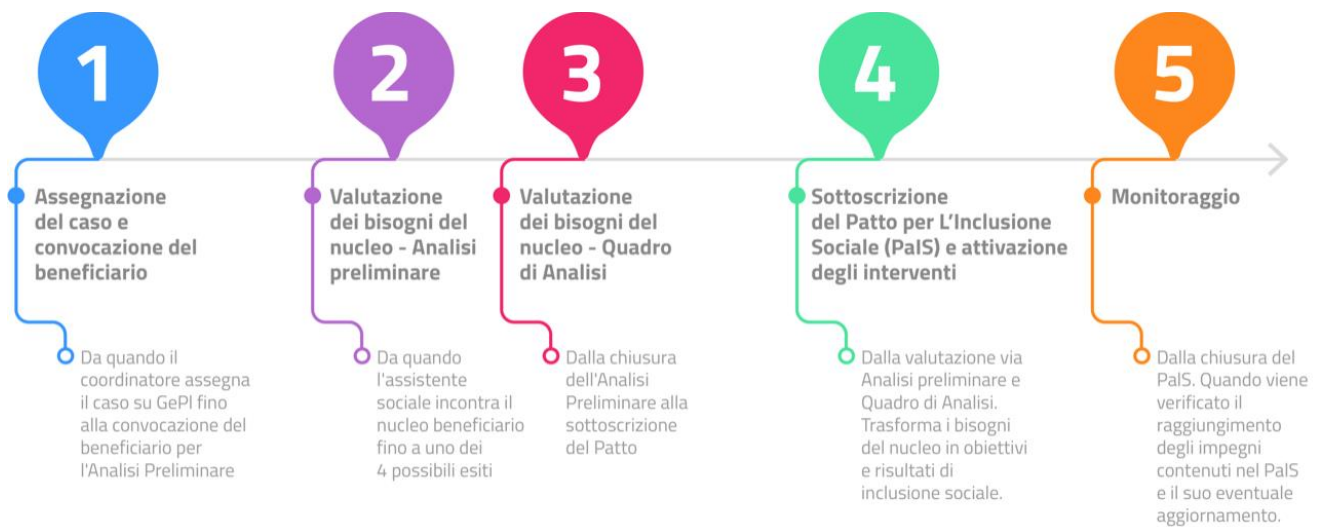 1
Assegnazione
del caso e
convocazione del
beneficiario
Da quando il
coordinatore assegna
il caso su GePI fino
alla convocazione del
beneficiario per
l'Analisi Preliminare
2
Valutazione
dei bisogni del
nucleo - Analisi
preliminare
Da quando
l'assistente
sociale incontra il
nucleo beneficiario
fino a uno dei
4 possibili esiti
3
Valutazione
dei bisogni del
nucleo - Quadro
di Analisi
Dalla chiusura
dell'Analisi
Preliminare alla
sottoscrizione
del Patto
4
Sottoscrizione
del Patto per L'Inclusione
Sociale (PaIS) e attivazione
degli interventi
Dalla valutazione via
Analisi preliminare e
Quadro di Analisi.
Trasforma i bisogni
del nucleo in obiettivi
e risultati di
inclusione sociale.
5
Monitoraggio
Dalla chiusura del
PaIS. Quando viene
verificato il
raggiungimento
degli impegni
contenuti nel PaIS
e il suo eventuale
aggiornamento.